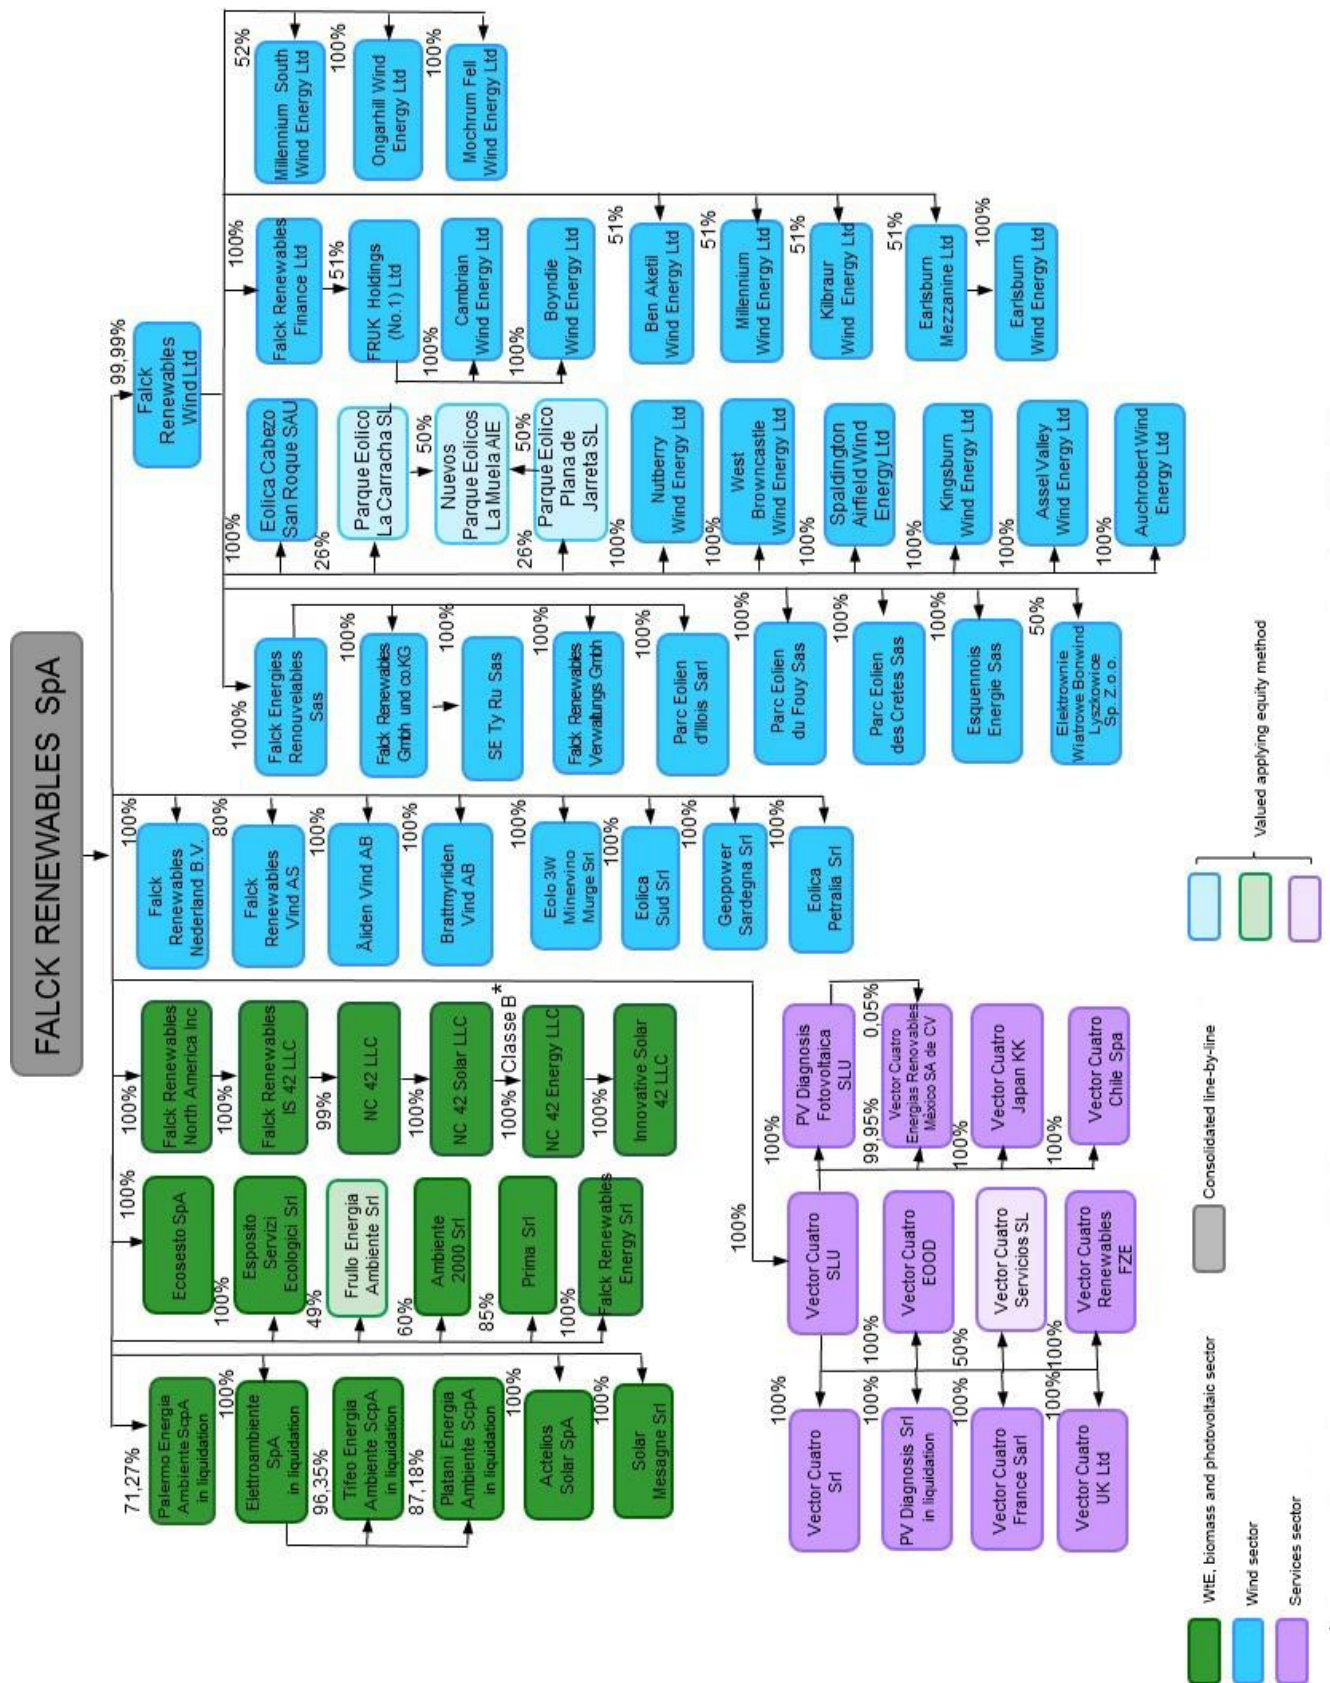 FALCK RENEWABLES SpA
71,27%
Palermo Energia
Ambiente ScpA
in liquidation
100%
Elettroambiente
SpA
in liquidation
96,35%
Tifeo Energia
Ambiente ScpA
in liquidation
87,18%
Platani Energia
Ambiente ScpA
in liquidation
100%
Actelios
Solar SpA
100%
Solar
Mesagne Srl
100%
Ecosesto SpA
100%
Esposito
Servizi
Ecologici Srl
49%
Frullo Energia
Ambiente Srl
60%
Ambiente
2000 Srl
85%
Prima Srl
100%
Falck Renewables
Energy Srl
100%
Falck Renewables
North America Inc
100%
Falck Renewables
IS 42 LLC
99%
NC 42 LLC
100%
NC 42 Solar LLC
100% Classe B *
NC 42 Energy LLC
100%
Innovative Solar
42 LLC
100%
Falck
Renewables
Nederland B.V.
80%
Falck
Renewables
Vind AS
100%
Åliden Vind AB
100%
Brattmyrliden
Vind AB
100%
Eolo 3W
Minervino
Murge Srl
100%
Eolica
Sud Srl
100%
Geopower
Sardegna Srl
100%
Eolica
Petralia Srl
99,99%
Falck
Renewables
Wind Ltd
100%
Falck Energies
Renouvelables
Sas
100%
Falck Renewables
Gmbh und co.KG
100%
SE Ty Ru Sas
100%
Falck Renewables
Verwaltungs Gmbh
100%
Parc Eolien
d'Illois Sarl
100%
Parc Eolien
du Fouy Sas
100%
Parc Eolien
des Cretes Sas
100%
Esquennois
Energie Sas
50%
Elektrownie
Wiatrowe Bonwind
Lyszkowice
Sp. Z.o.o.
100%
Eolica Cabezo
San Roque SAU
26%
Parque Eolico
La Carracha SL
50%
Nuevos
Parque Eolicos
La Muela AIE
50%
26%
Parque Eolico
Plana de
Jarreta SL
100%
Nutberry
Wind Energy Ltd
100%
West
Browncastle
Wind Energy Ltd
100%
Spaldington
Airfield Wind
Energy Ltd
100%
Kingsburn
Wind Energy Ltd
100%
Assel Valley
Wind Energy Ltd
100%
Auchrobert Wind
Energy Ltd
100%
Falck Renewables
Finance Ltd
51%
FRUK Holdings
(No.1) Ltd
100%
Cambrian
Wind Energy Ltd
100%
Boyndie
Wind Energy Ltd
51%
Ben Aketil
Wind Energy Ltd
51%
Millennium
Wind Energy Ltd
51%
Kilbraur
Wind Energy Ltd
51%
Earlsburn
Mezzanine Ltd
100%
Earlsburn
Wind Energy Ltd
52%
Millennium South
Wind Energy Ltd
100%
Ongarhill Wind
Energy Ltd
100%
Mochrum Fell
Wind Energy Ltd
100%
Vector Cuatro
SLU
100%
Vector Cuatro
Srl
100%
PV Diagnosis Srl
in liquidation
100%
Vector Cuatro
France Sarl
100%
Vector Cuatro
UK Ltd
100%
Vector Cuatro
EOOD
50%
Vector Cuatro
Servicios SL
100%
Vector Cuatro
Renewables
FZE
100%
PV Diagnosis
Fotovoltaica
SLU
99,95%
0,05%
Vector Cuatro
Energias Renovables
México SA de CV
100%
Vector Cuatro
Japan KK
100%
Vector Cuatro
Chile Spa
WtE, biomass and photovoltaic sector
Wind sector
Services sector
Consolidated line-by-line
Valued applying equity method